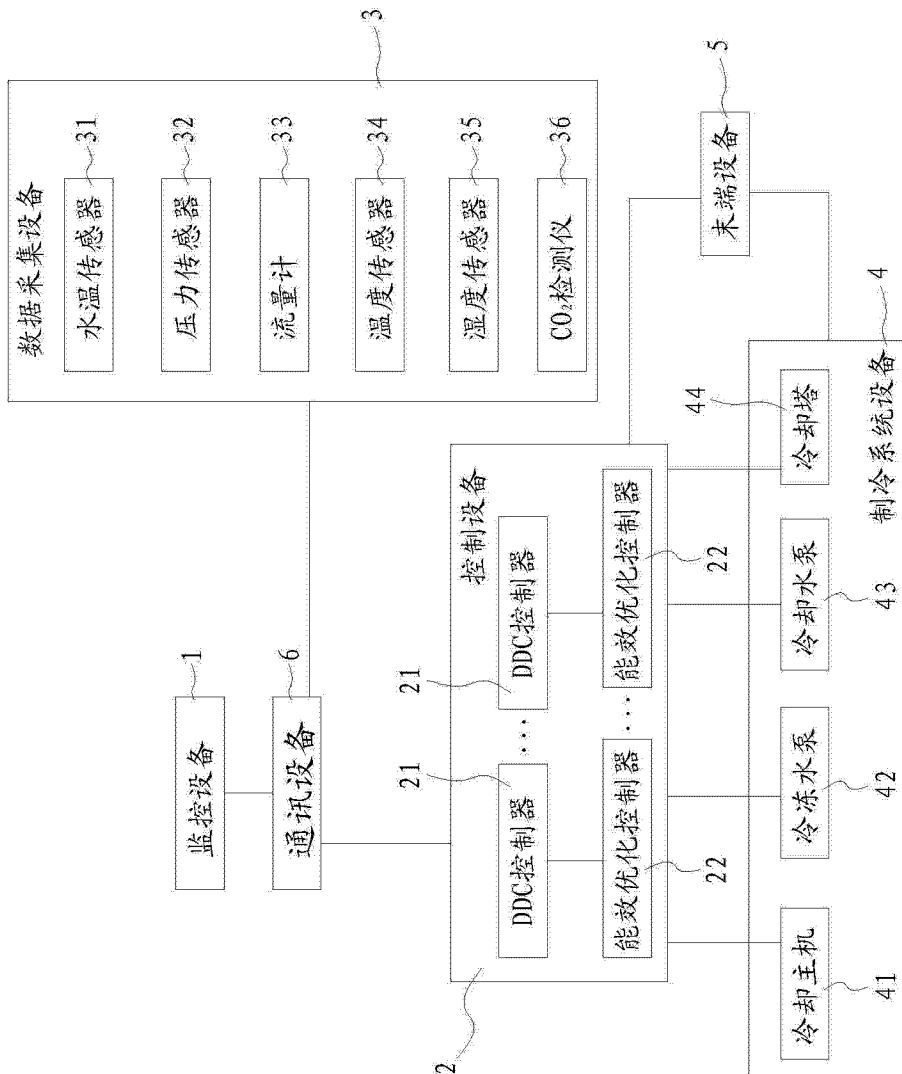 监控设备
1
通讯设备
6
数据采集设备
3
水温传感器
31
压力传感器
32
流量计
33
温度传感器
34
湿度传感器
35
CO₂检测仪
36
控制设备
2
DDC控制器
21
...
DDC控制器
21
能效优化控制器
22
...
能效优化控制器
22
末端设备
5
制冷系统设备
4
冷却主机
41
冷冻水泵
42
冷却水泵
43
冷却塔
44